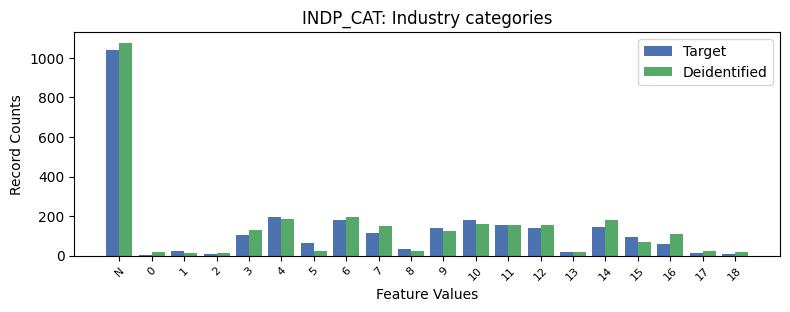 INDP_CAT: Industry categories
Target
Deidentified
Record Counts
1000
800
600
400
200
0
N 0 1 2 3 4 5 6 7 8 9 10 11 12 13 14 15 16 17 18
Feature Values